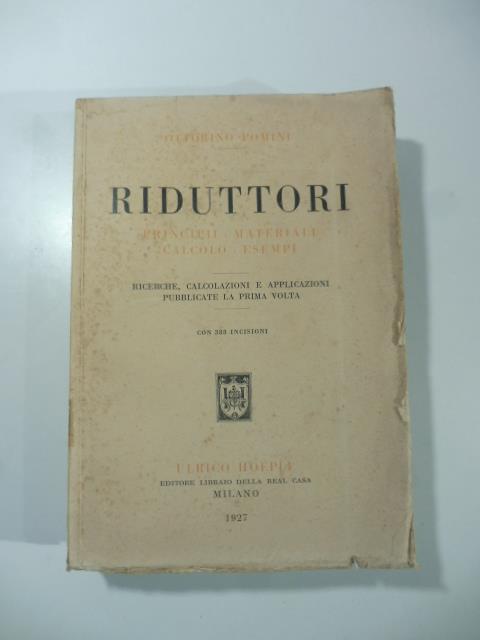 OTTORINO POMINI
RIDUTTORI
PRINCIPII - MATERIALI
CALCOLO - ESEMPI
RICERCHE, CALCOLAZIONI E APPLICAZIONI
PUBBLICATE LA PRIMA VOLTA
CON 383 INCISIONI
ULRICO HOEPLI
EDITORE LIBRAIO DELLA REAL CASA
MILANO
1927